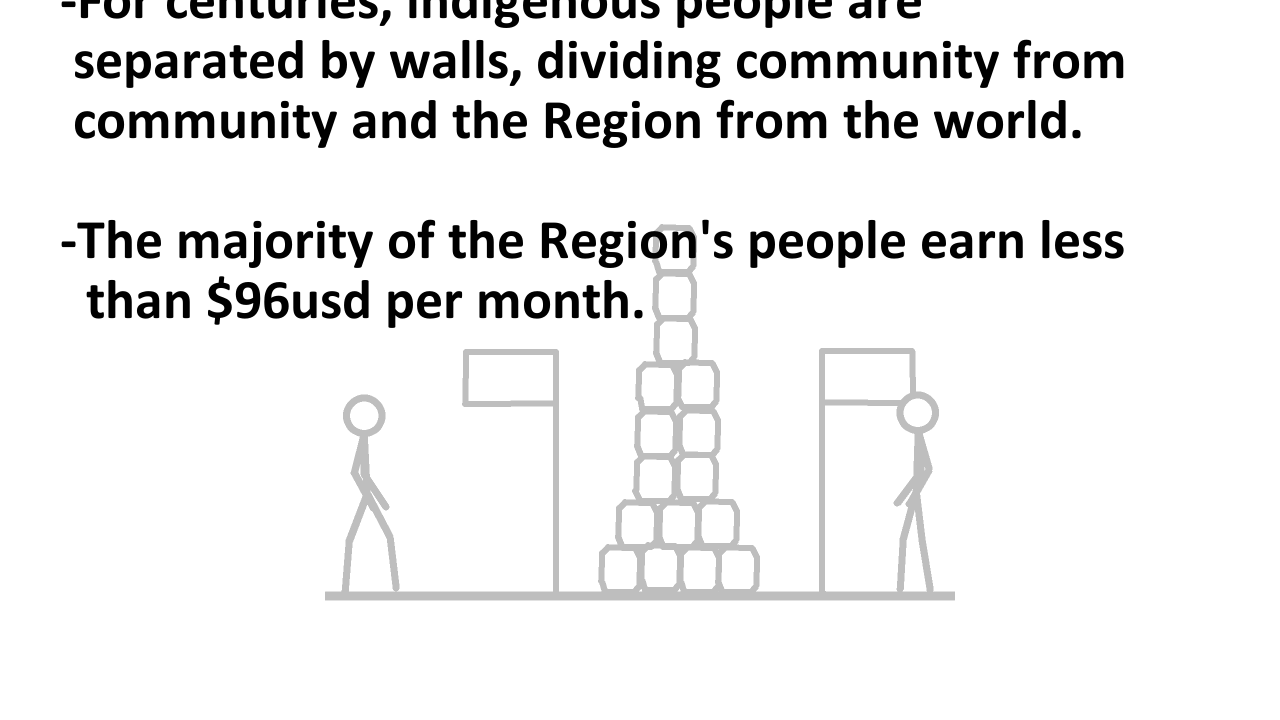 -For centuries, indigenous people are
separated by walls, dividing community from
community and the Region from the world.
-The majority of the Region's people earn less
than $96usd per month.